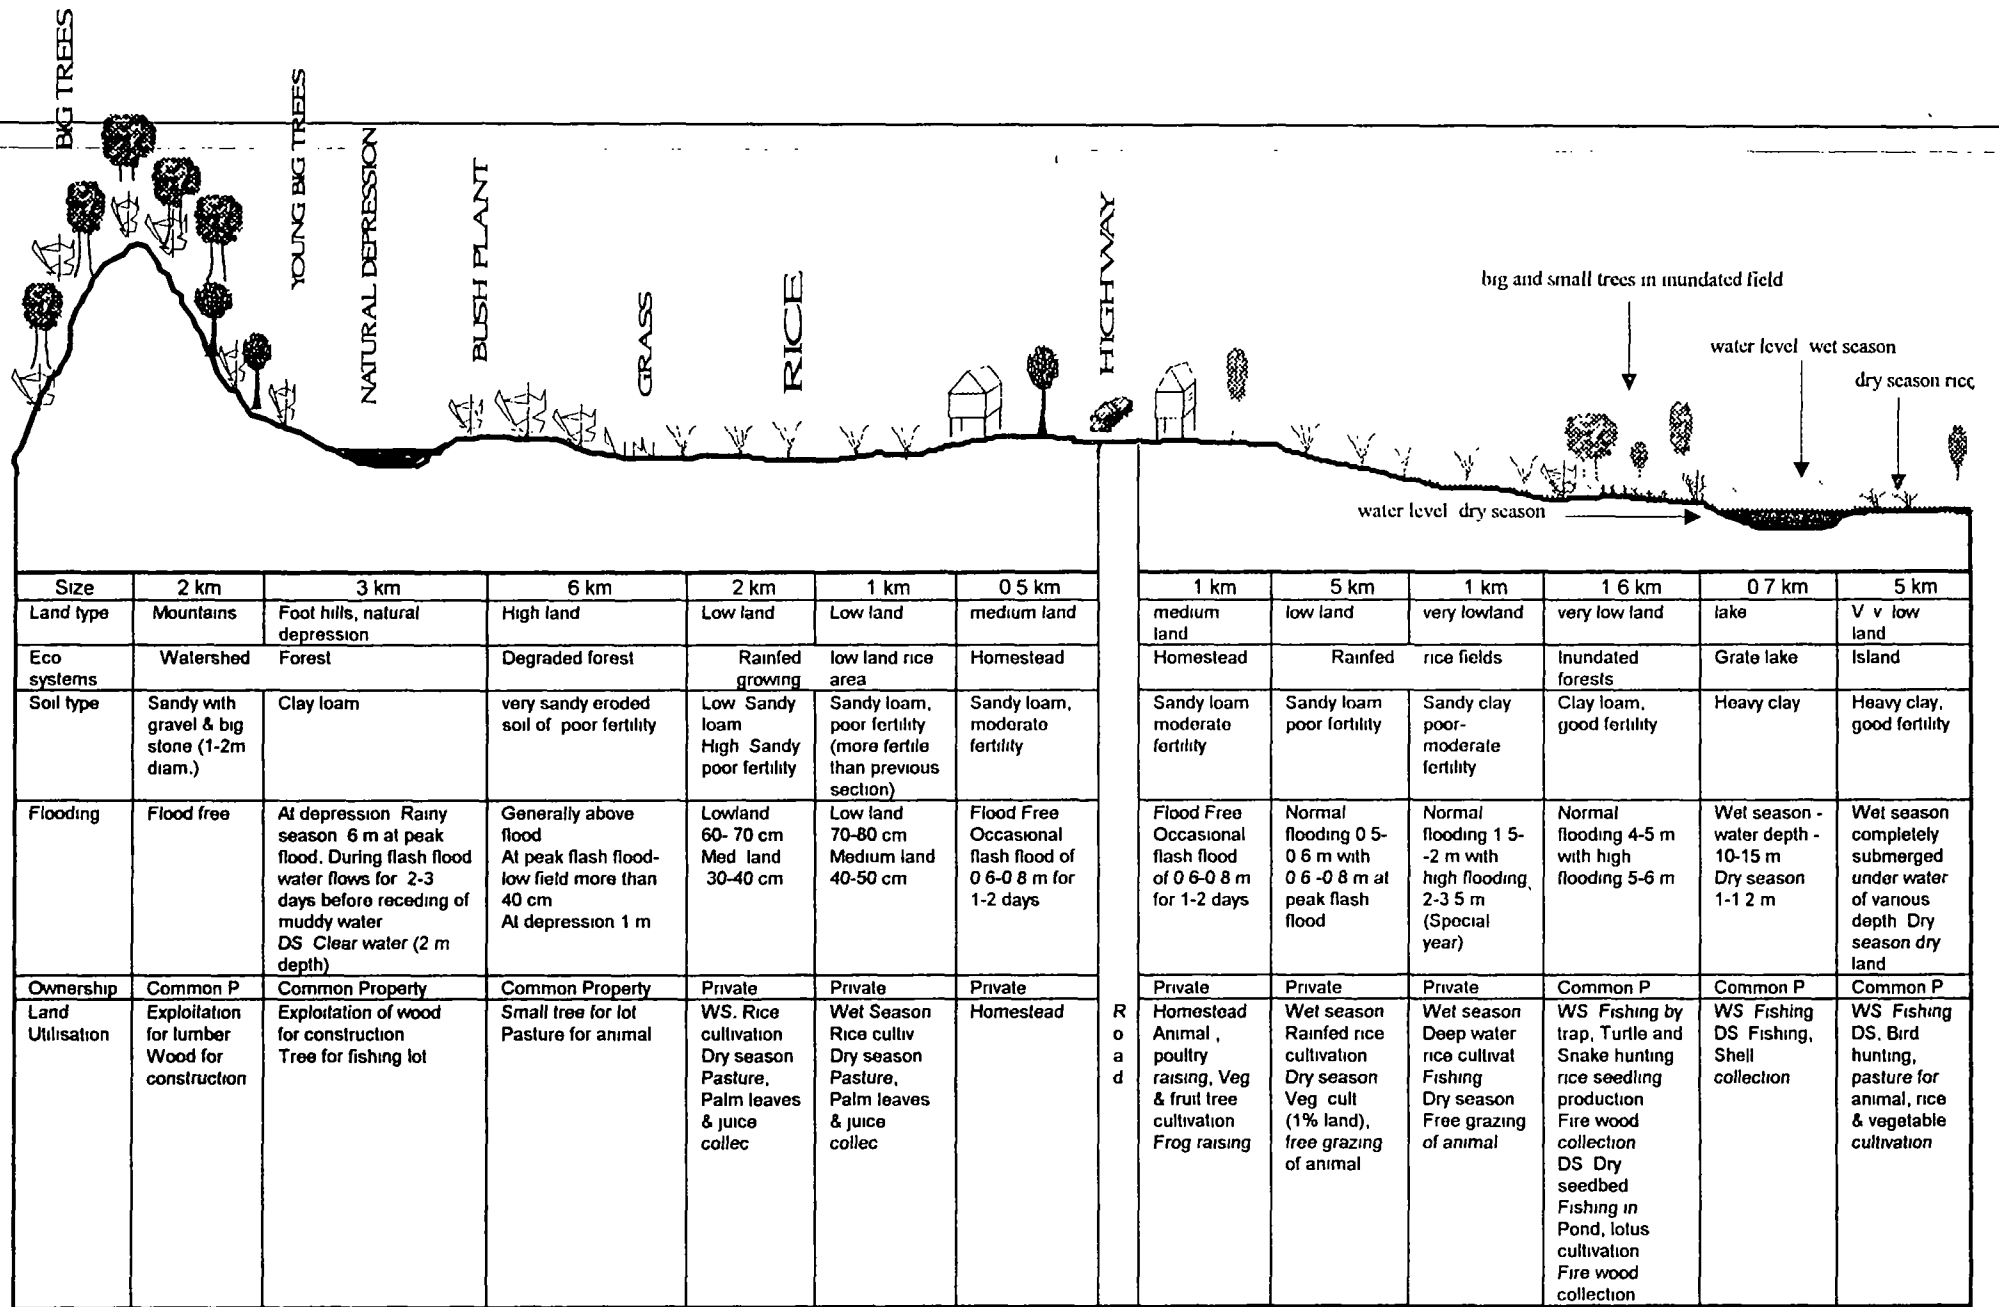 BIG TREES
YOUNG BIG TREES
NATURAL DEPRESSION
BUSH PLANT
GRASS
RICE
HIGHWAY
big and small trees in inundated field
water level wet season
dry season rice
water level dry season
Size 2 km 3 km 6 km 2 km 1 km 0 5 km 1 km 5 km 1 km 1 6 km 0 7 km 5 km
Land type
Mountains
Foot hills, natural
depression
High land
Low land
Low land
medium land
medium
land
low land
very lowland
very low land
lake
V v low
land
Eco
systems
Watershed
Forest
Degraded forest
Rainfed
growing
low land rice
area
Homestead
Homestead
Rainfed
rice fields
Inundated
forests
Grate lake
Island
Soil type
Sandy with
gravel & big
stone (1-2m
diam.)
Clay loam
very sandy eroded
soil of poor fertility
Low Sandy
loam
High Sandy
poor fertility
Sandy loam,
poor fertility
(more fertile
than previous
section)
Sandy loam,
moderate
fertility
Sandy loam
moderate
fertility
Sandy loam
poor fertility
Sandy clay
poor-
moderate
fertility
Clay loam,
good fertility
Heavy clay
Heavy clay,
good fertility
Flooding
Flood free
At depression Rainy
season 6 m at peak
flood. During flash flood
water flows for 2-3
days before receding of
muddy water
DS Clear water (2 m
depth)
Generally above
flood
At peak flash flood-
low field more than
40 cm
At depression 1 m
Lowland
60- 70 cm
Med land
30-40 cm
Low land
70-80 cm
Medium land
40-50 cm
Flood Free
Occasional
flash flood of
0 6-0 8 m for
1-2 days
Flood Free
Occasional
flash flood
of 0 6-0 8 m
for 1-2 days
Normal
flooding 0 5-
0 6 m with
0 6 -0 8 m at
peak flash
flood
Normal
flooding 1 5-
-2 m with
high flooding,
2-3 5 m
(Special
year)
Normal
flooding 4-5 m
with high
flooding 5-6 m
Wet season -
water depth -
10-15 m
Dry season
1-1 2 m
Wet season
completely
submerged
under water
of various
depth Dry
season dry
land
Ownership Common P Common Property Common Property Private Private Private Private Private Private Common P Common P Common P
Land
Utilisation
Exploitation
for lumber
Wood for
construction
Exploitation of wood
for construction
Tree for fishing lot
Small tree for lot
Pasture for animal
WS. Rice
cultivation
Dry season
Pasture,
Palm leaves
& juice
collec
Wet Season
Rice cultiv
Dry season
Pasture,
Palm leaves
& juice
collec
Homestead
R
o
a
d
Homestead
Animal ,
poultry
raising, Veg
& fruit tree
cultivation
Frog raising
Wet season
Rainfed rice
cultivation
Dry season
Veg cult
(1% land),
free grazing
of animal
Wet season
Deep water
rice cultivat
Fishing
Dry season
Free grazing
of animal
WS Fishing by
trap, Turtle and
Snake hunting
rice seedling
production
Fire wood
collection
DS Dry
seedbed
Fishing in
Pond, lotus
cultivation
Fire wood
collection
WS Fishing
DS Fishing,
Shell
collection
WS Fishing
DS. Bird
hunting,
pasture for
animal, rice
& vegetable
cultivation